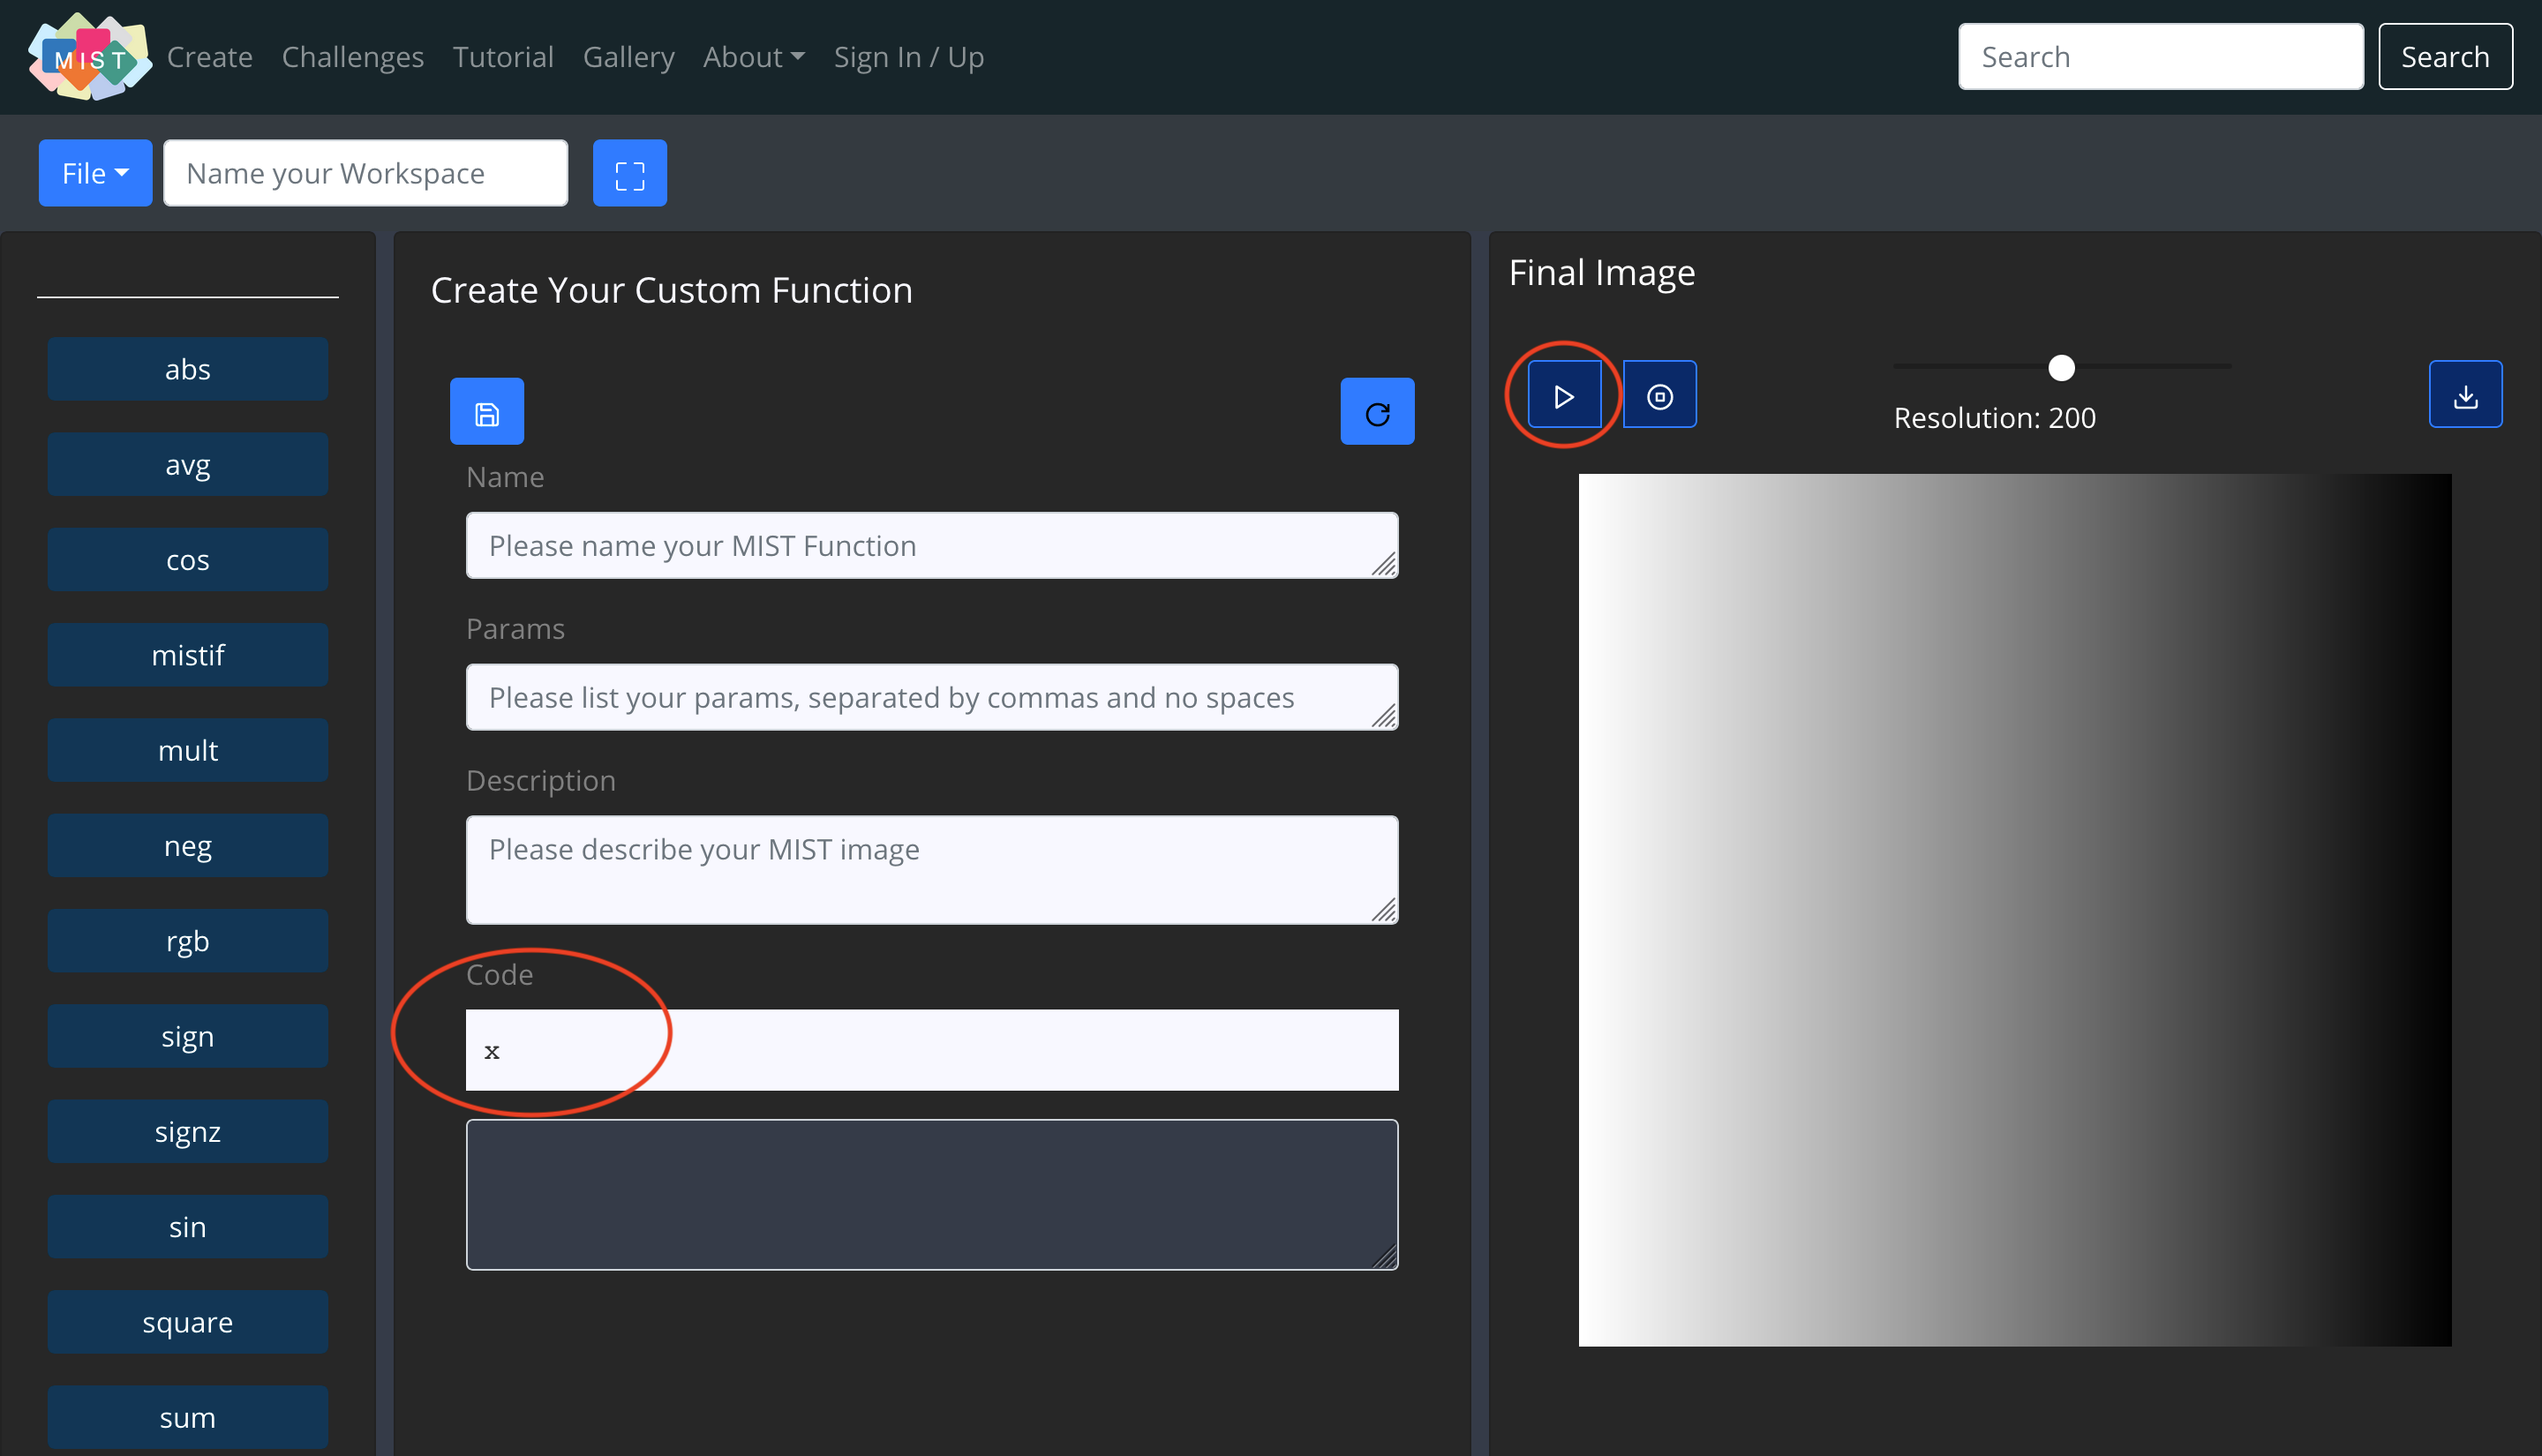 MIST Create Challenges Tutorial Gallery About Sign In / Up Search Search
File Name your Workspace
abs
avg
cos
mistif
mult
neg
rgb
sign
signz
sin
square
sum
Create Your Custom Function
Name
Please name your MIST Function
Params
Please list your params, separated by commas and no spaces
Description
Please describe your MIST image
Code
x
Final Image
Resolution: 200